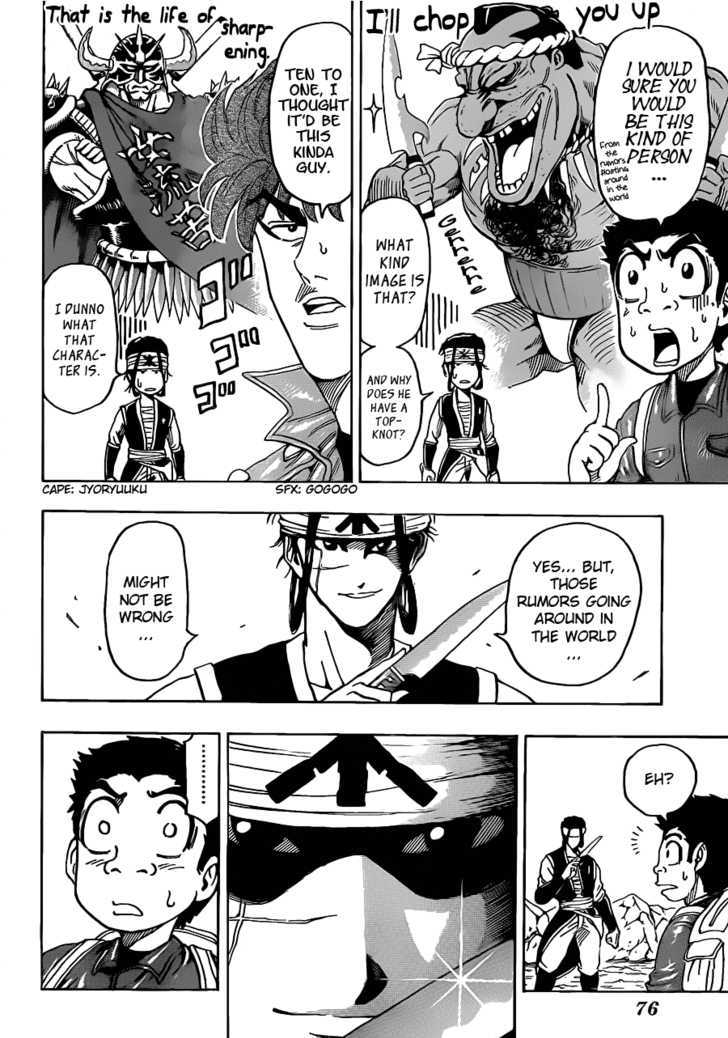 I'll chop you up
I WOULD
SURE YOU
WOULD
BE THIS
KIND OF
PERSON
...
From
the
rumors
floating
around
in the
world
WHAT
KIND
IMAGE IS
THAT?
AND WHY
DOES HE
HAVE A
TOP-
KNOT?
That is the life of
sharp-
ening.
TEN TO
ONE, I
THOUGHT
IT'D BE
THIS
KINDA
GUY.
ゴゴゴ
I DUNNO
WHAT
THAT
CHARAC-
TER IS.
CAPE: JYORYUUKU
SFX: GOGOGO
YES... BUT,
THOSE
RUMORS GOING
AROUND IN
THE WORLD
...
MIGHT
NOT BE
WRONG
...
EH?
.........
76